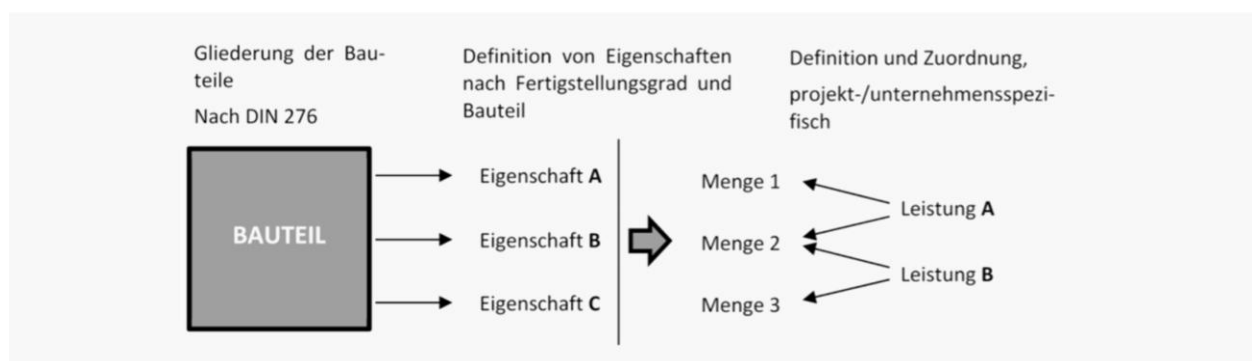 Gliederung der Bau-
teile
Nach DIN 276
Definition von Eigenschaften
nach Fertigstellungsgrad und
Bauteil
Definition und Zuordnung,
projekt-/unternehmensspezi-
fisch
BAUTEIL
Eigenschaft A
Eigenschaft B
Eigenschaft C
Menge 1
Menge 2
Menge 3
Leistung A
Leistung B